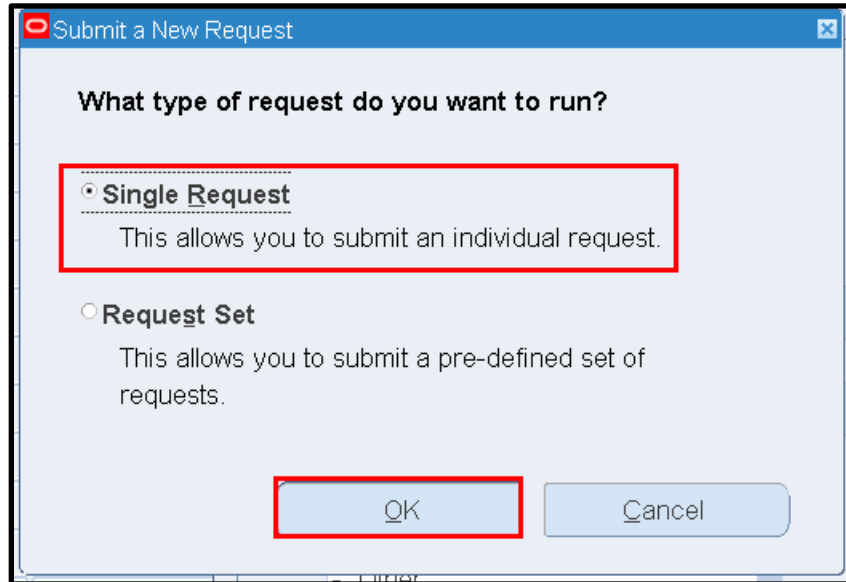 Submit a New Request
What type of request do you want to run?
Single Request
This allows you to submit an individual request.
Request Set
This allows you to submit a pre-defined set of
requests.
OK
Cancel